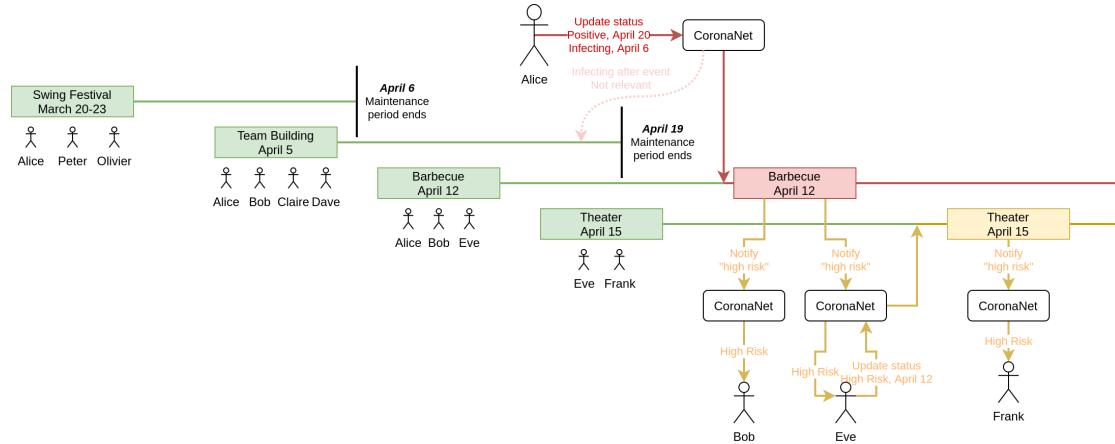 Update status
Positive, April 20
Infecting, April 6
CoronaNet
Alice
Infecting after event
Not relevant
Swing Festival
March 20-23
April 6
Maintenance
period ends
Alice
Peter
Olivier
Team Building
April 5
April 19
Maintenance
period ends
Alice
Bob
Claire
Dave
Barbecue
April 12
Alice
Bob
Eve
Barbecue
April 12
Theater
April 15
Eve
Frank
Theater
April 15
Notify
"high risk"
Notify
"high risk"
Notify
"high risk"
CoronaNet
CoronaNet
CoronaNet
High Risk
High Risk
Update status
High Risk, April 12
High Risk
Bob
Eve
Frank